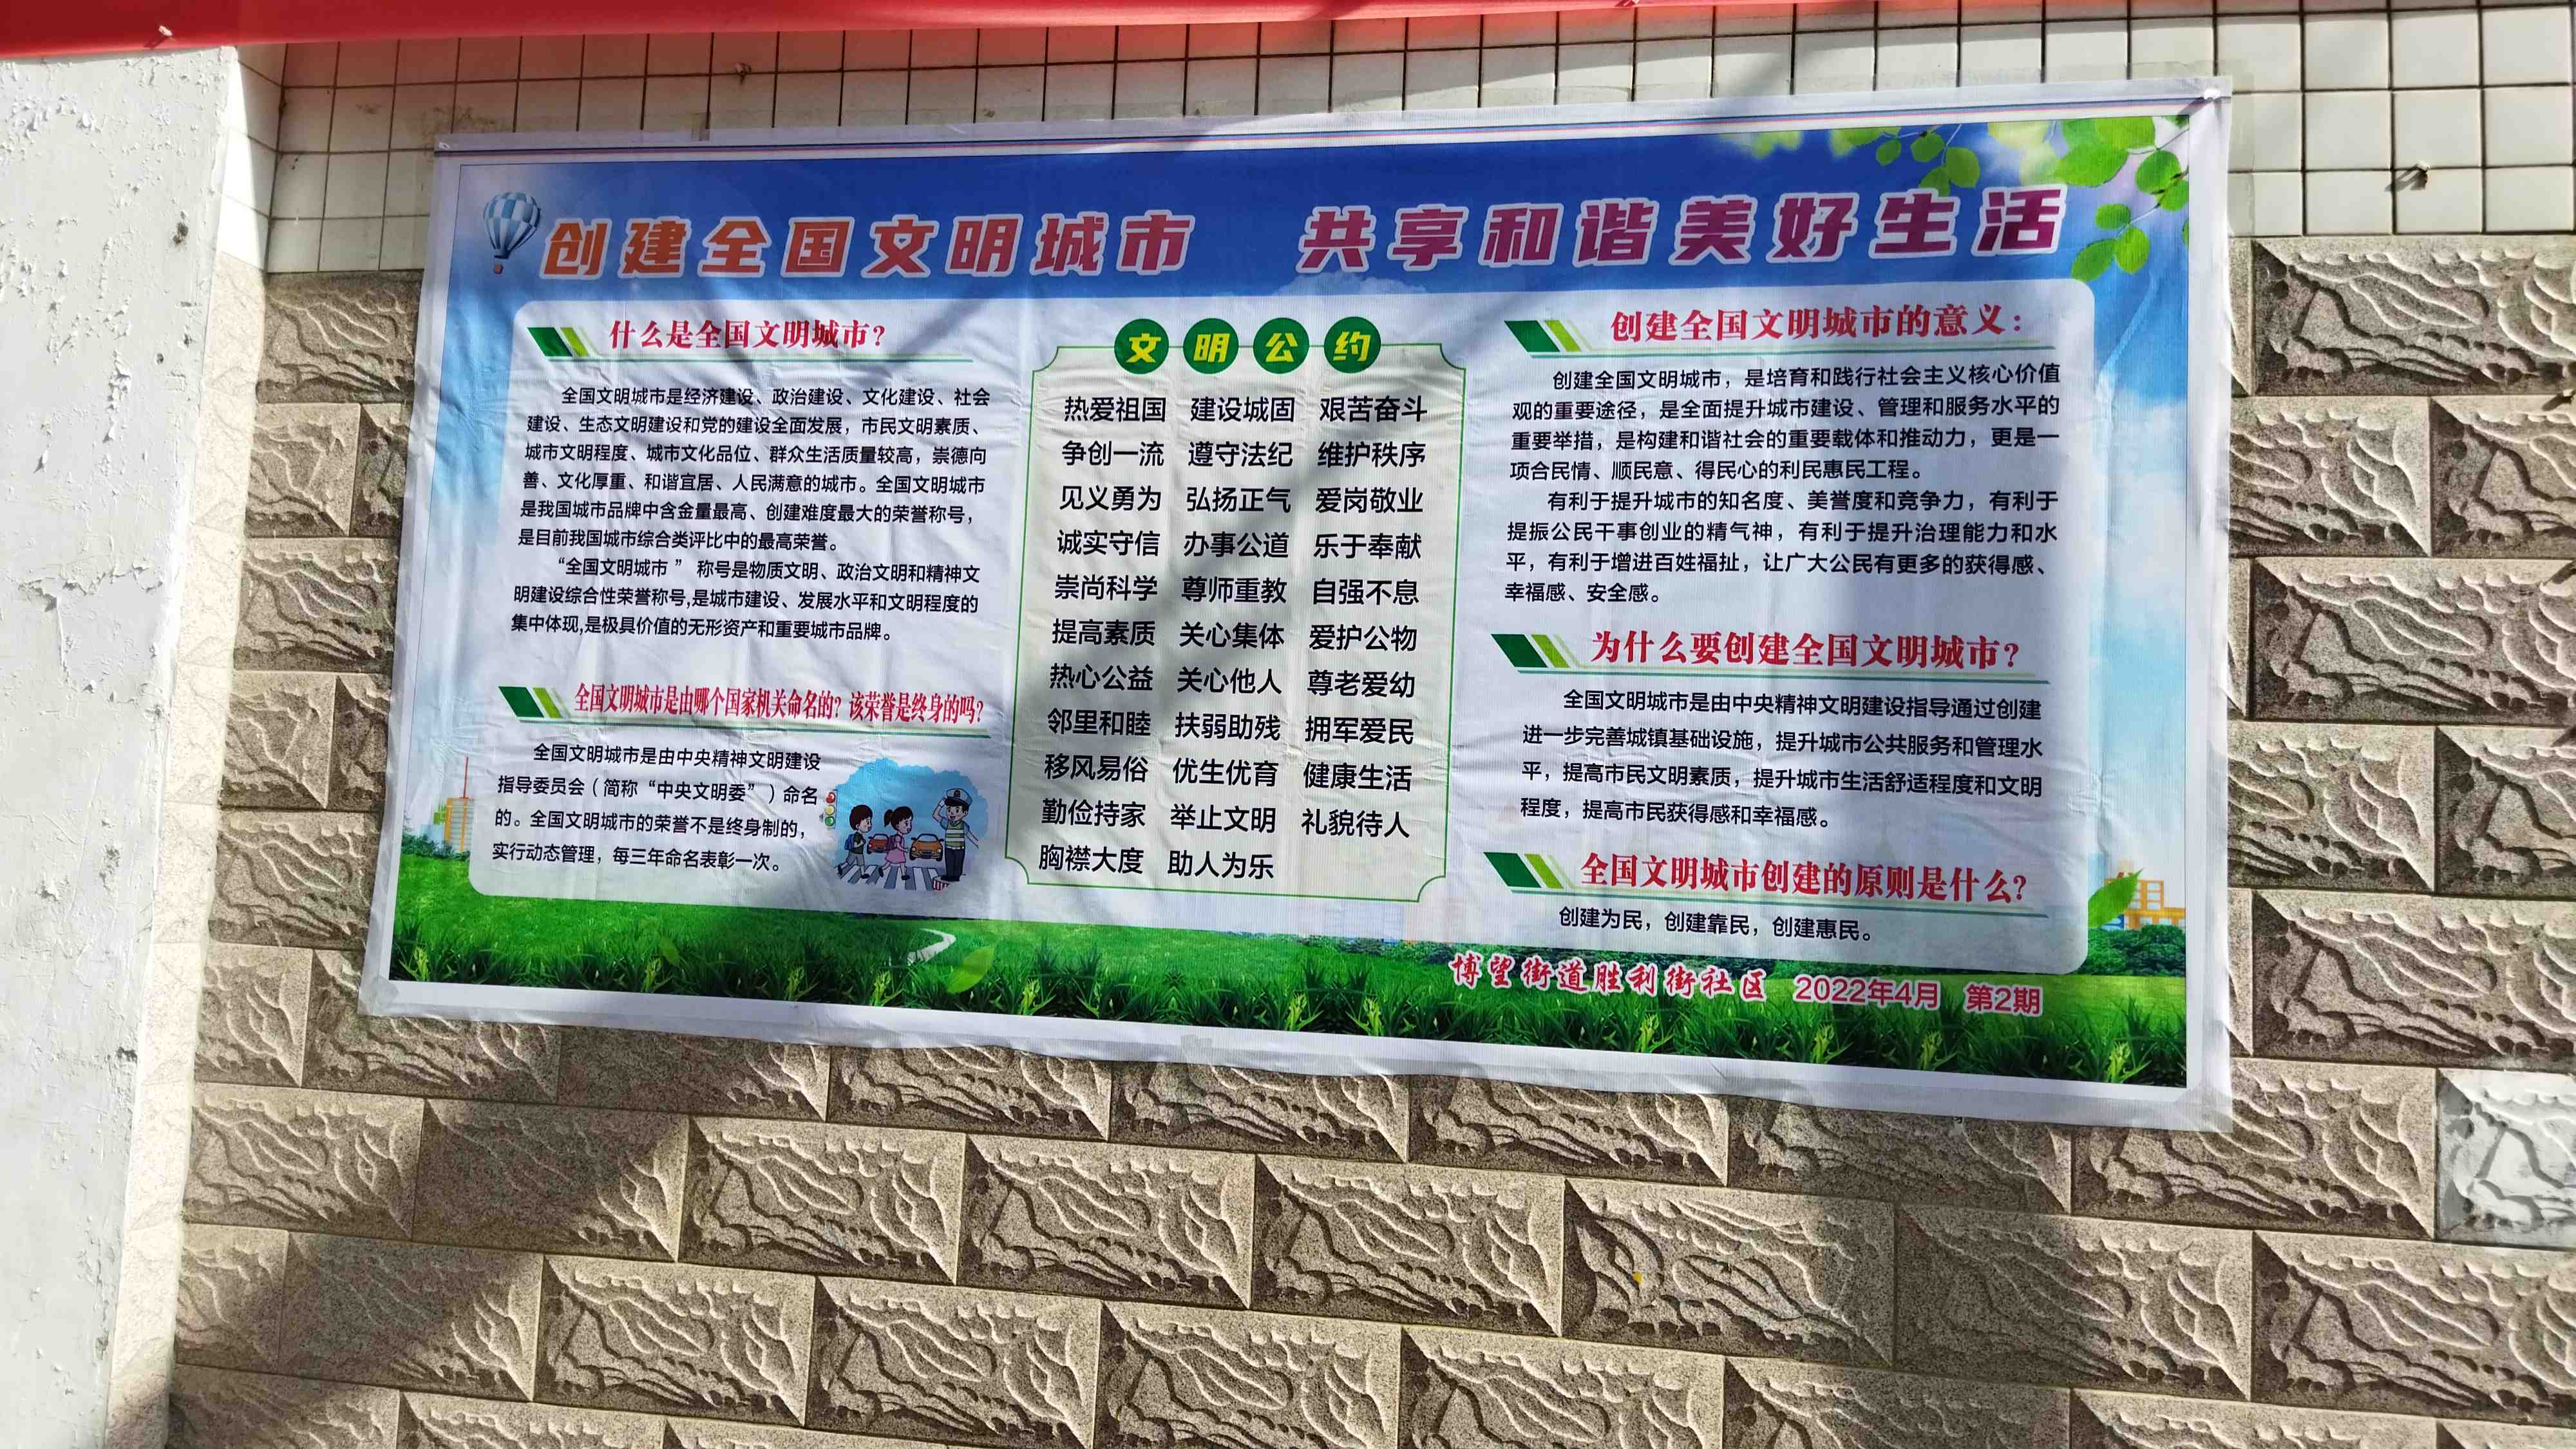 创建全国文明城市 共享和谐美好生活
什么是全国文明城市？
全国文明城市是经济建设、政治建设、文化建设、社会
建设、生态文明建设和党的建设全面发展，市民文明素质、
城市文明程度、城市文化品位、群众生活质量较高，崇德向
善、文化厚重、和谐宜居、人民满意的城市。全国文明城市
是我国城市品牌中含金量最高、创建难度最大的荣誉称号，
是目前我国城市综合类评比中的最高荣誉。
“全国文明城市 ” 称号是物质文明、政治文明和精神文
明建设综合性荣誉称号,是城市建设、发展水平和文明程度的
集中体现,是极具价值的无形资产和重要城市品牌。
全国文明城市是由哪个国家机关命名的？该荣誉是终身的吗？
全国文明城市是由中央精神文明建设
指导委员会（简称“中央文明委”）命名
的。全国文明城市的荣誉不是终身制的，
实行动态管理，每三年命名表彰一次。
文明公约
热爱祖国 建设城固 艰苦奋斗
争创一流 遵守法纪 维护秩序
见义勇为 弘扬正气 爱岗敬业
诚实守信 办事公道 乐于奉献
崇尚科学 尊师重教 自强不息
提高素质 关心集体 爱护公物
热心公益 关心他人 尊老爱幼
邻里和睦 扶弱助残 拥军爱民
移风易俗 优生优育 健康生活
勤俭持家 举止文明 礼貌待人
胸襟大度 助人为乐
创建全国文明城市的意义：
创建全国文明城市，是培育和践行社会主义核心价值
观的重要途径，是全面提升城市建设、管理和服务水平的
重要举措，是构建和谐社会的重要载体和推动力，更是一
项合民情、顺民意、得民心的利民惠民工程。
有利于提升城市的知名度、美誉度和竞争力，有利于
提振公民干事创业的精气神，有利于提升治理能力和水
平，有利于增进百姓福扯，让广大公民有更多的获得感、
幸福感、安全感。
为什么要创建全国文明城市？
全国文明城市是由中央精神文明建设指导通过创建
进一步完善城镇基础设施，提升城市公共服务和管理水
平，提高市民文明素质，提升城市生活舒适程度和文明
程度，提高市民获得感和幸福感。
全国文明城市创建的原则是什么？
创建为民，创建靠民，创建惠民。
博望街道胜利街社区 2022年4月 第2期